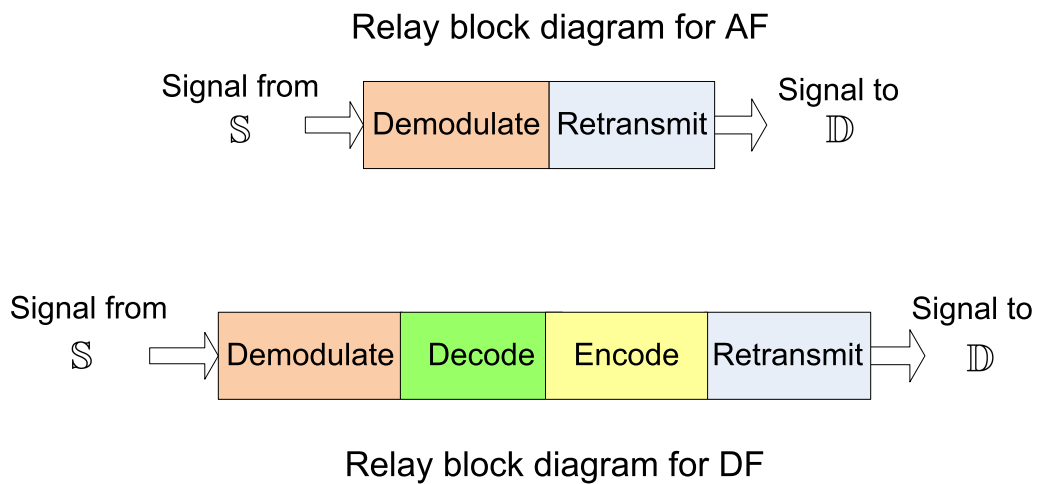 Relay block diagram for AF
Signal from
𝕊
Demodulate
Retransmit
Signal to
𝔻
Signal from
𝕊
Demodulate
Decode
Encode
Retransmit
Signal to
𝔻
Relay block diagram for DF